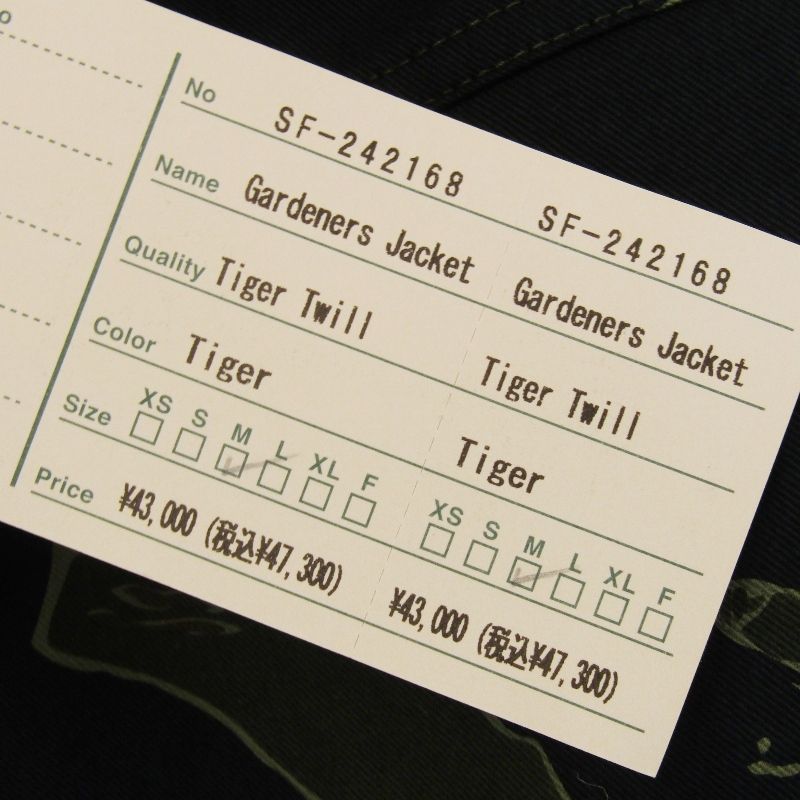 No SF-242168 SF-242168
Name Gardeners Jacket Gardeners Jacket
Quality Tiger Twill Tiger Twill
Color Tiger Tiger
Size XS S M L XL F XS S M L XL F
Price ¥43,000 (税込¥47,300) ¥43,000 (税込¥47,300)